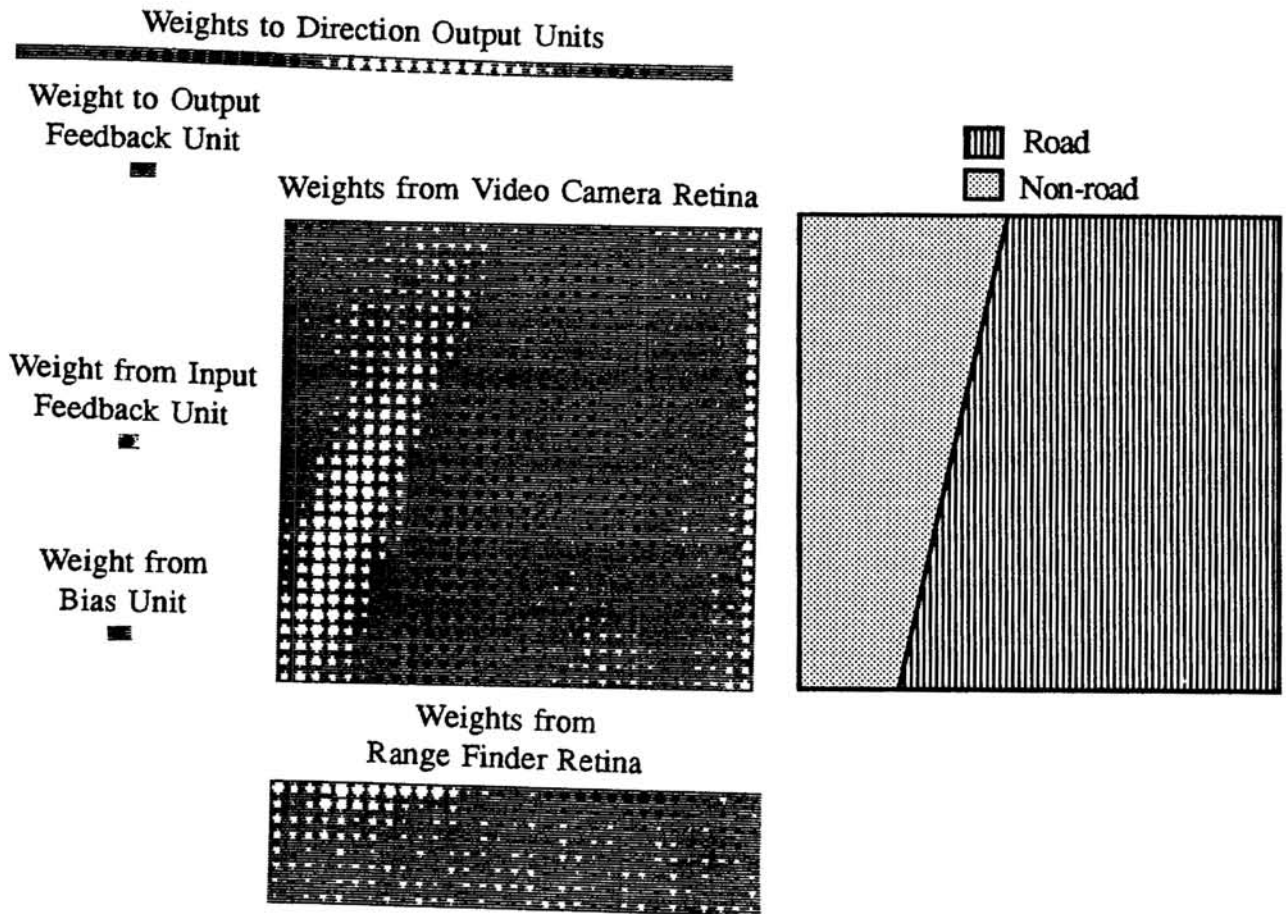 Weights to Direction Output Units
Weight to Output
Feedback Unit
Road
Non-road
Weights from Video Camera Retina
Weight from Input
Feedback Unit
Weight from
Bias Unit
Weights from
Range Finder Retina